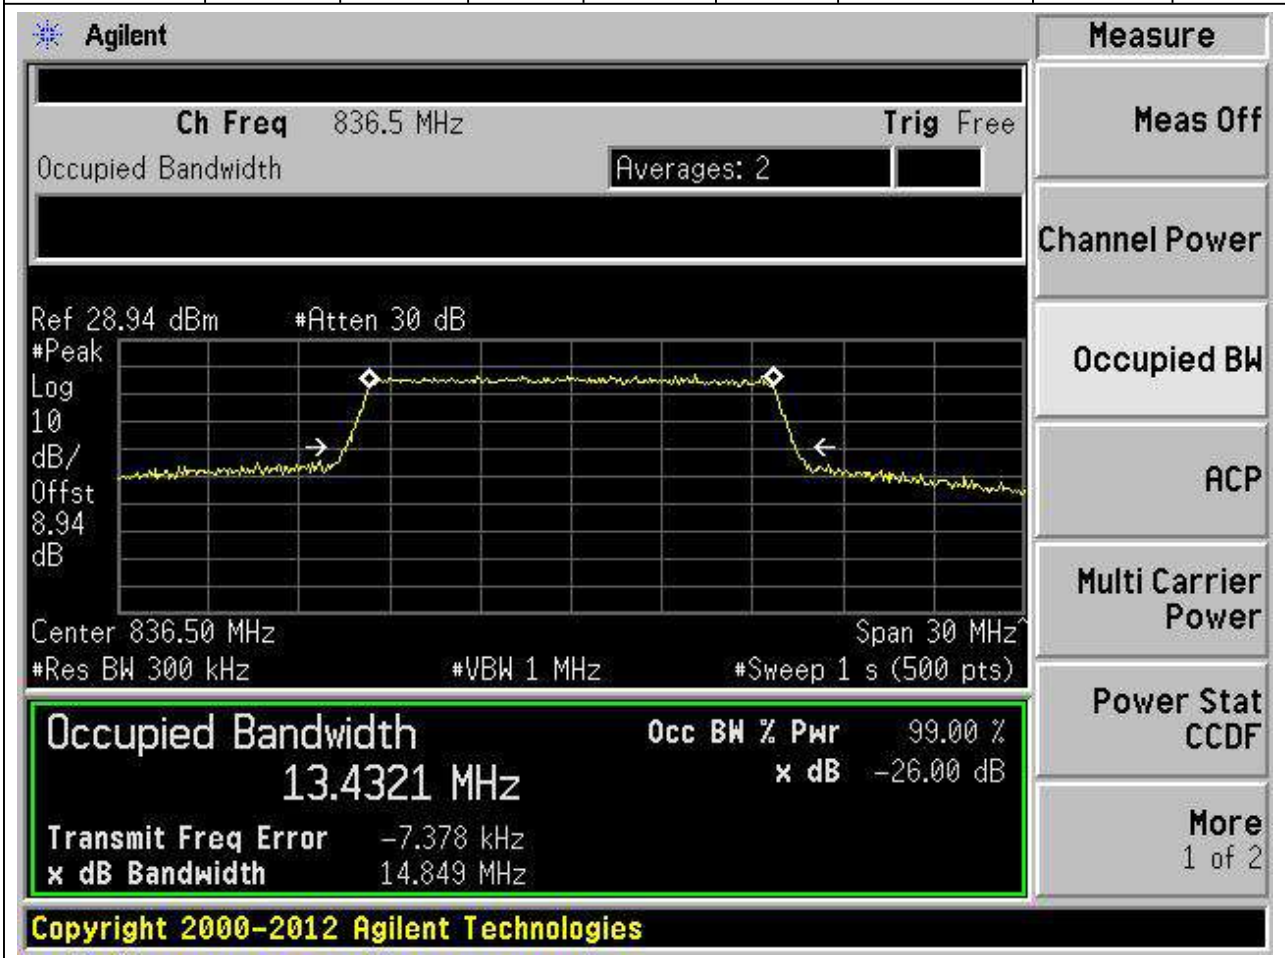 Agilent
Measure
Ch Freq 836.5 MHz Trig Free
Occupied Bandwidth Averages: 2
Meas Off
Channel Power
Ref 28.94 dBm #Atten 30 dB
#Peak
Log
10
dB/
Offst
8.94
dB
Occupied BW
ACP
Center 836.50 MHz Span 30 MHz^
#Res BW 300 kHz #VBW 1 MHz #Sweep 1 s (500 pts)
Multi Carrier
Power
Occupied Bandwidth Occ BW % Pwr 99.00 %
13.4321 MHz x dB -26.00 dB
Transmit Freq Error -7.378 kHz
x dB Bandwidth 14.849 MHz
Power Stat
CCDF
More
1 of 2
Copyright 2000-2012 Agilent Technologies